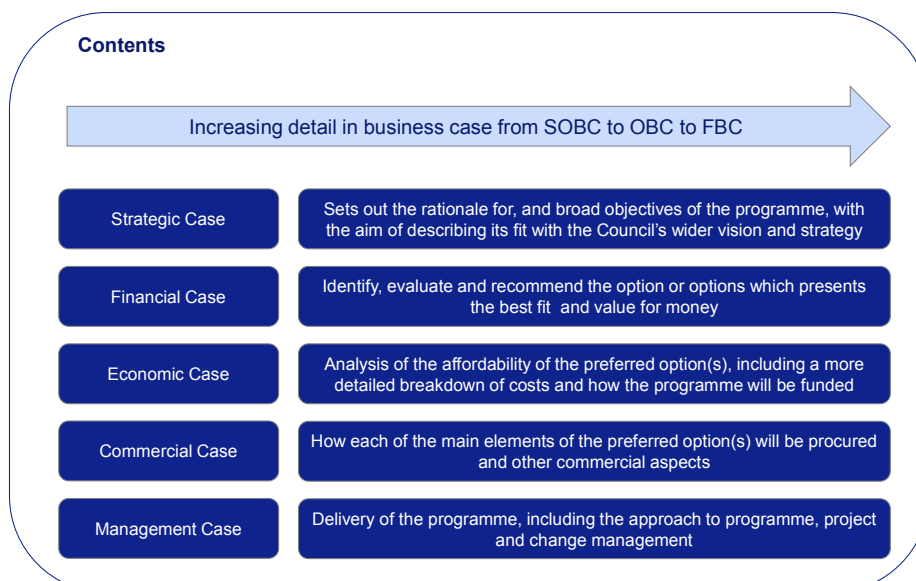 Contents
Increasing detail in business case from SOBC to OBC to FBC
Strategic Case
Sets out the rationale for, and broad objectives of the programme, with
the aim of describing its fit with the Council's wider vision and strategy
Financial Case
Identify, evaluate and recommend the option or options which presents
the best fit and value for money
Economic Case
Analysis of the affordability of the preferred option(s), including a more
detailed breakdown of costs and how the programme will be funded
Commercial Case
How each of the main elements of the preferred option(s) will be procured
and other commercial aspects
Management Case
Delivery of the programme, including the approach to programme, project
and change management